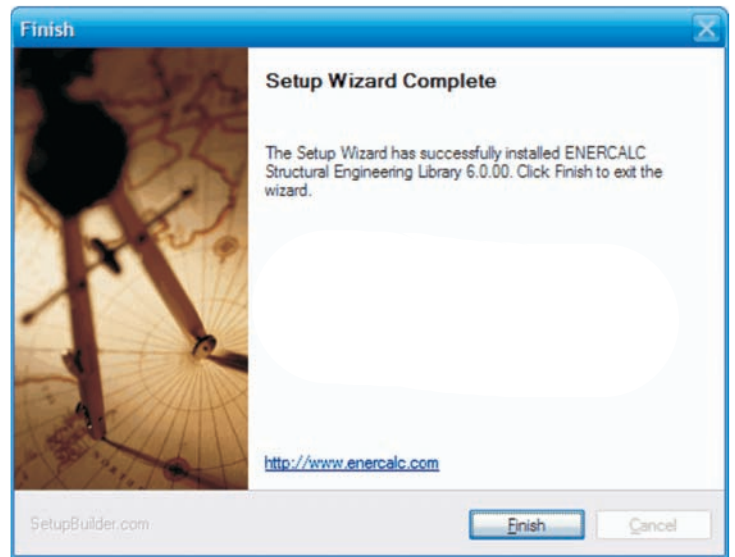 Finish
Setup Wizard Complete
The Setup Wizard has successfully installed ENERCALC
Structural Engineering Library 6.0.00. Click Finish to exit the
wizard.
http://www.enercalc.com
SetupBuilder.com
Finish
Cancel